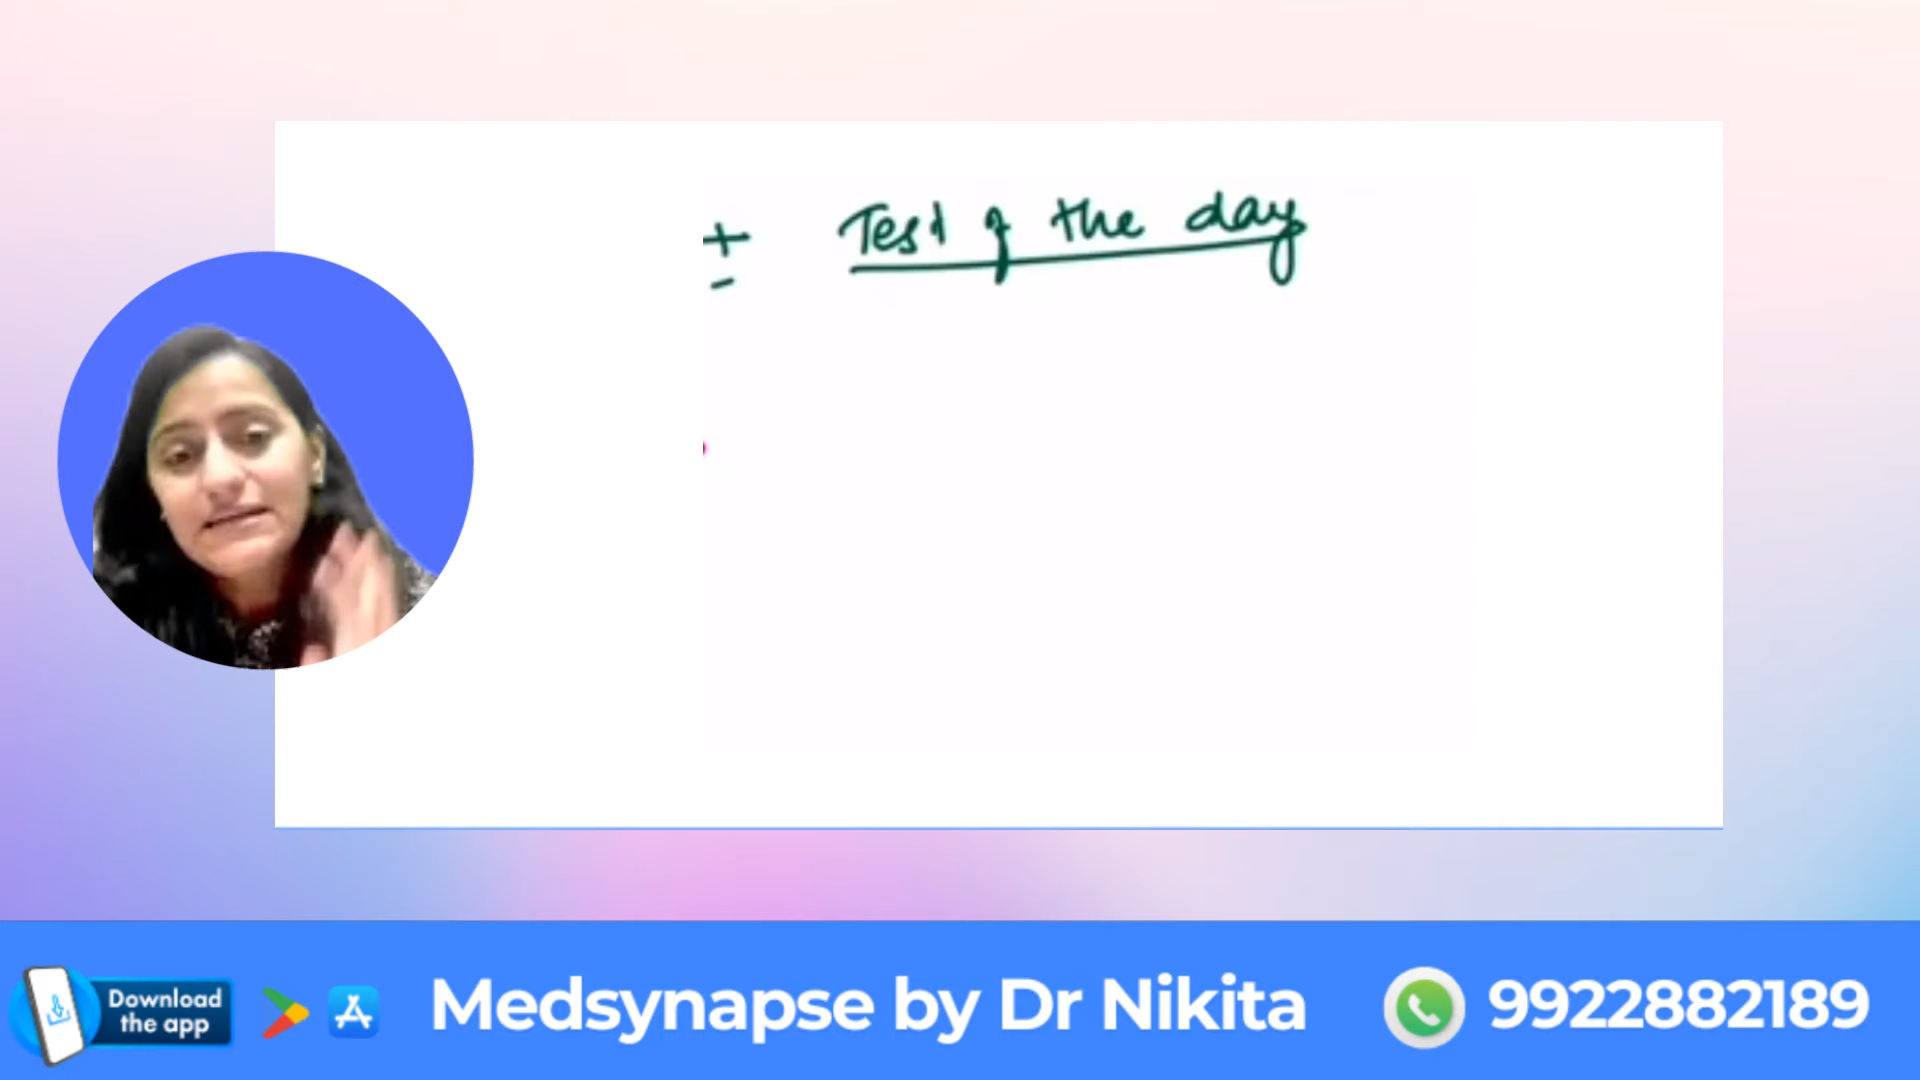 + Test of the day
-
Download
the app
Medsynapse by Dr Nikita
9922882189